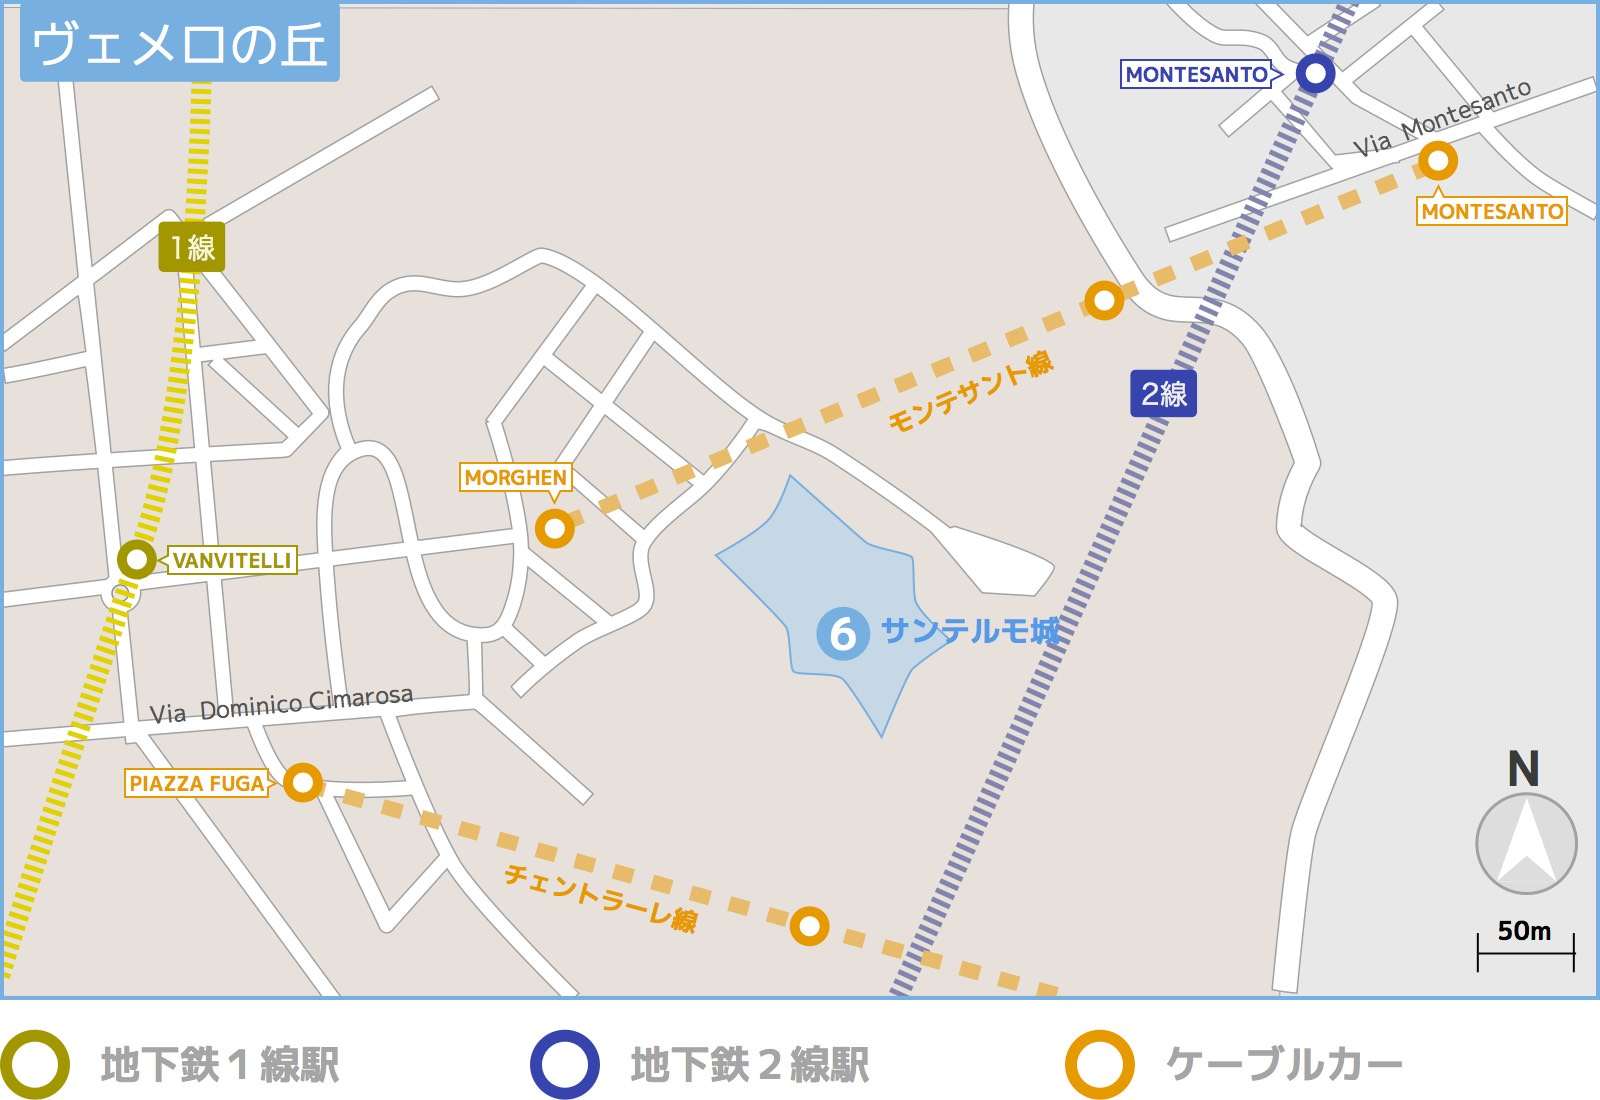 ヴェメロの丘
MONTESANTO
Via Montesanto
MONTESANTO
1線
モンテサント線
2線
MORGHEN
VANVITELLI
6 サンテルモ城
Via Dominico Cimarosa
PIAZZA FUGA
チェントラーレ線
N
50m
地下鉄１線駅
地下鉄２線駅
ケーブルカー